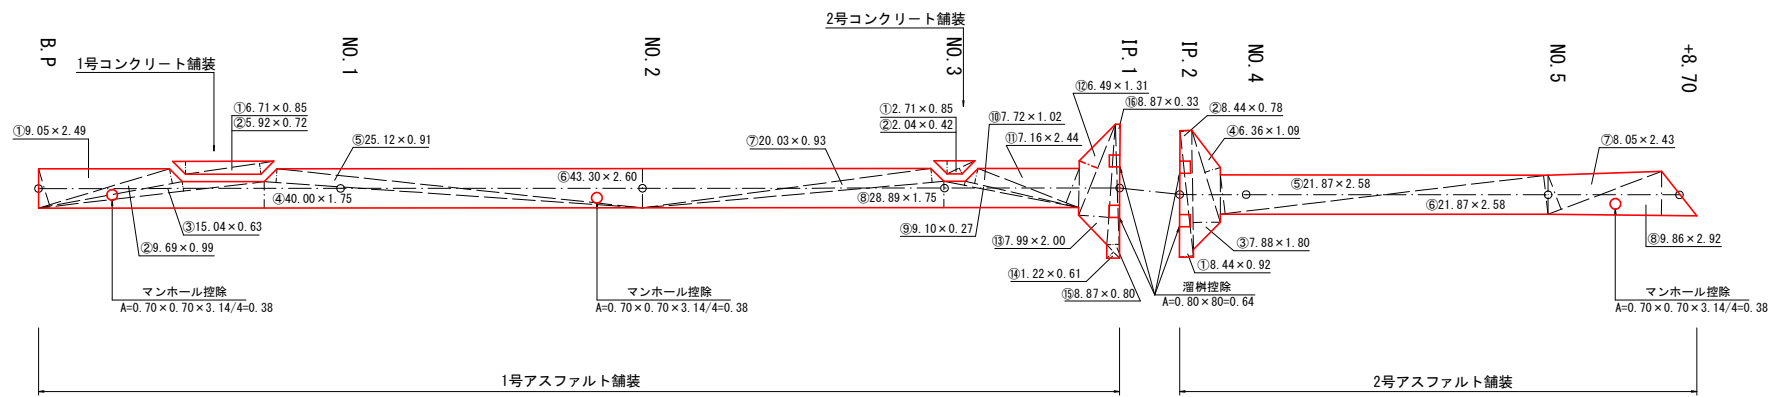 2号コンクリート舗装
B.P
1号コンクリート舗装
NO.1
NO.2
NO.3
IP.1
IP.2
NO.4
NO.5
+8.70
①9.05×2.49
①6.71×0.85
②5.92×0.72
⑤25.12×0.91
⑦20.03×0.93
①2.71×0.85
②2.04×0.42
⑩7.72×1.02
⑪7.16×2.44
⑫6.49×1.31
⑯8.87×0.33
②8.44×0.78
④6.36×1.09
⑦8.05×2.43
⑥43.30×2.60
④40.00×1.75
⑧28.89×1.75
⑤21.87×2.58
⑥21.87×2.58
③15.04×0.63
②9.69×0.99
⑨9.10×0.27
⑬7.99×2.00
⑭1.22×0.61
⑮8.87×0.80
③7.88×1.80
①8.44×0.92
⑧9.86×2.92
マンホール控除
A=0.70×0.70×3.14/4=0.38
マンホール控除
A=0.70×0.70×3.14/4=0.38
溜桝控除
A=0.80×80=0.64
マンホール控除
A=0.70×0.70×3.14/4=0.38
1号アスファルト舗装
2号アスファルト舗装